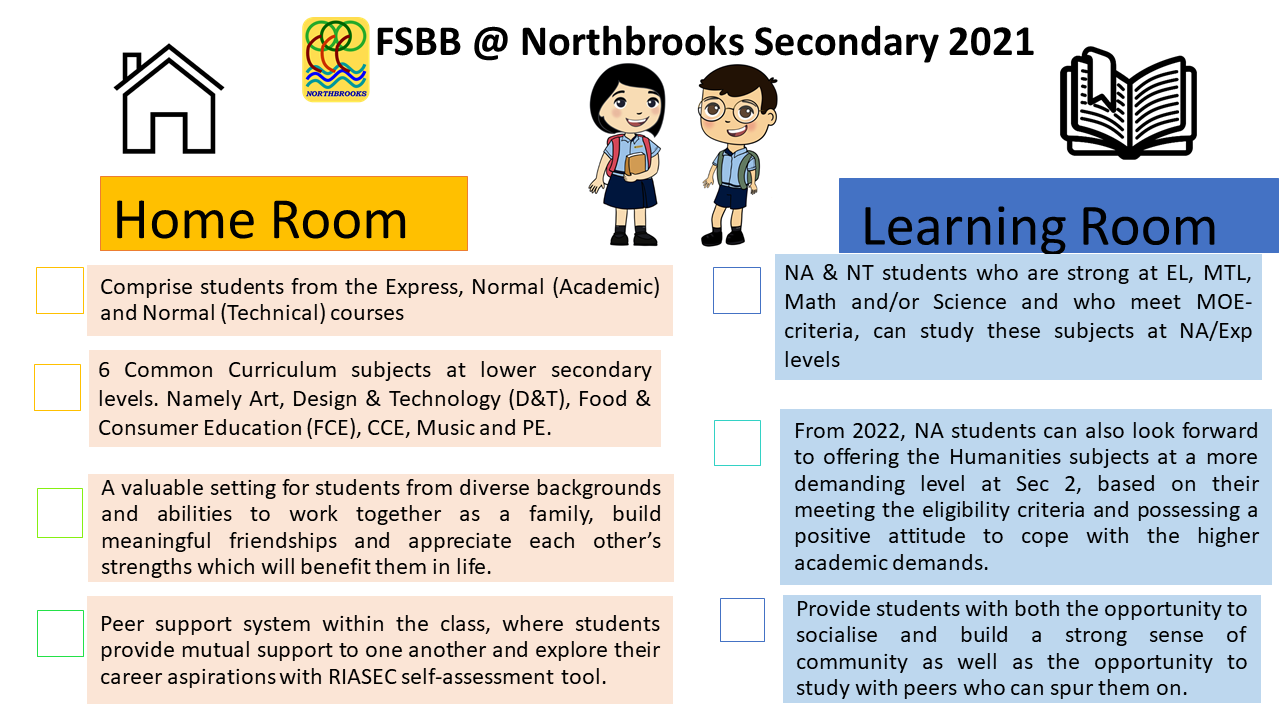 FSBB @ Northbrooks Secondary 2021
NORTHBROOKS
Home Room
Comprise students from the Express, Normal (Academic)
and Normal (Technical) courses
6 Common Curriculum subjects at lower secondary
levels. Namely Art, Design & Technology (D&T), Food &
Consumer Education (FCE), CCE, Music and PE.
A valuable setting for students from diverse backgrounds
and abilities to work together as a family, build
meaningful friendships and appreciate each other’s
strengths which will benefit them in life.
Peer support system within the class, where students
provide mutual support to one another and explore their
career aspirations with RIASEC self-assessment tool.
Learning Room
NA & NT students who are strong at EL, MTL,
Math and/or Science and who meet MOE-
criteria, can study these subjects at NA/Exp
levels
From 2022, NA students can also look forward
to offering the Humanities subjects at a more
demanding level at Sec 2, based on their
meeting the eligibility criteria and possessing a
positive attitude to cope with the higher
academic demands.
Provide students with both the opportunity to
socialise and build a strong sense of
community as well as the opportunity to
study with peers who can spur them on.